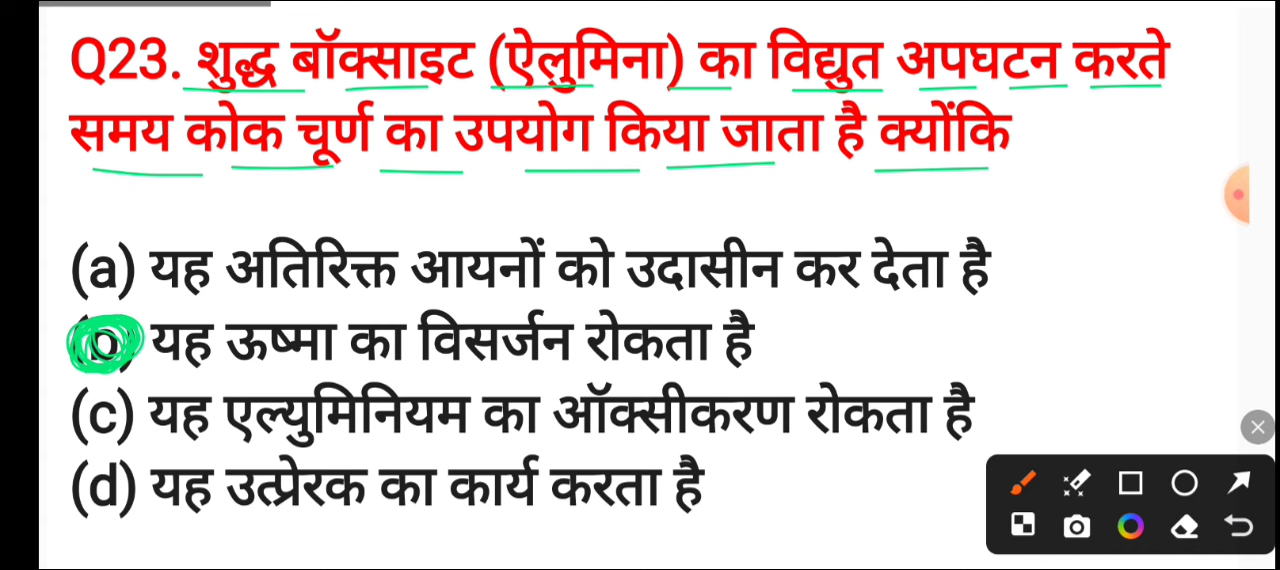 Q23. शुद्ध बॉक्साइट (ऐलुमिना) का विद्युत अपघटन करते
समय कोक चूर्ण का उपयोग किया जाता है क्योंकि
(a) यह अतिरिक्त आयनों को उदासीन कर देता है
(b) यह ऊष्मा का विसर्जन रोकता है
(c) यह एल्युमिनियम का ऑक्सीकरण रोकता है
(d) यह उत्प्रेरक का कार्य करता है